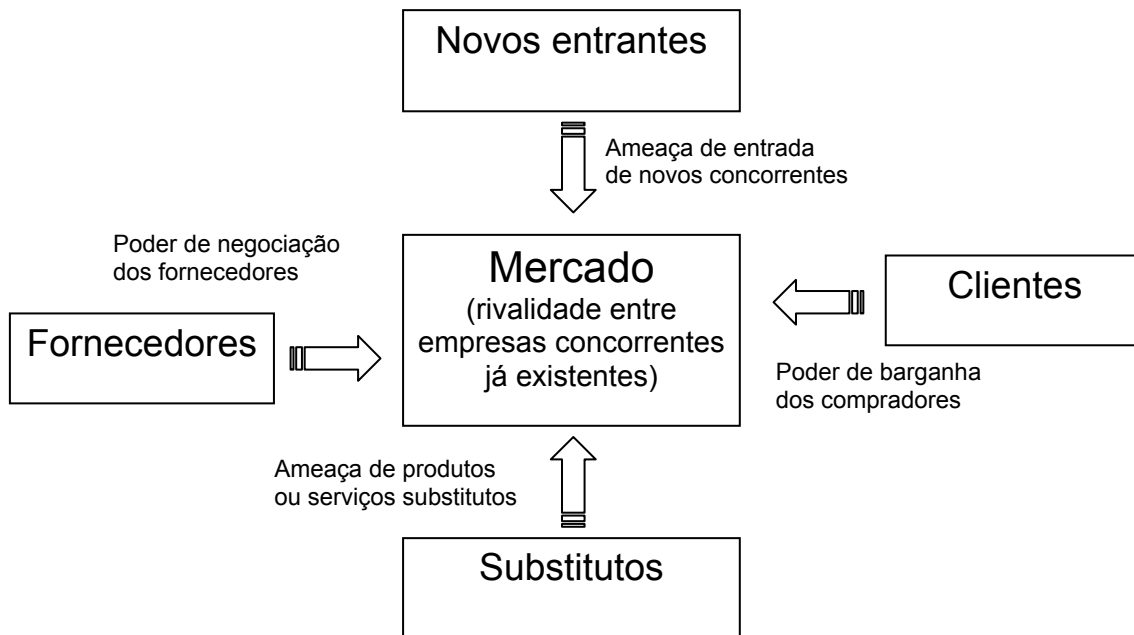 Novos entrantes
Ameaça de entrada
de novos concorrentes
Poder de negociação
dos fornecedores
Fornecedores
Mercado
(rivalidade entre
empresas concorrentes
já existentes)
Clientes
Poder de barganha
dos compradores
Ameaça de produtos
ou serviços substitutos
Substitutos